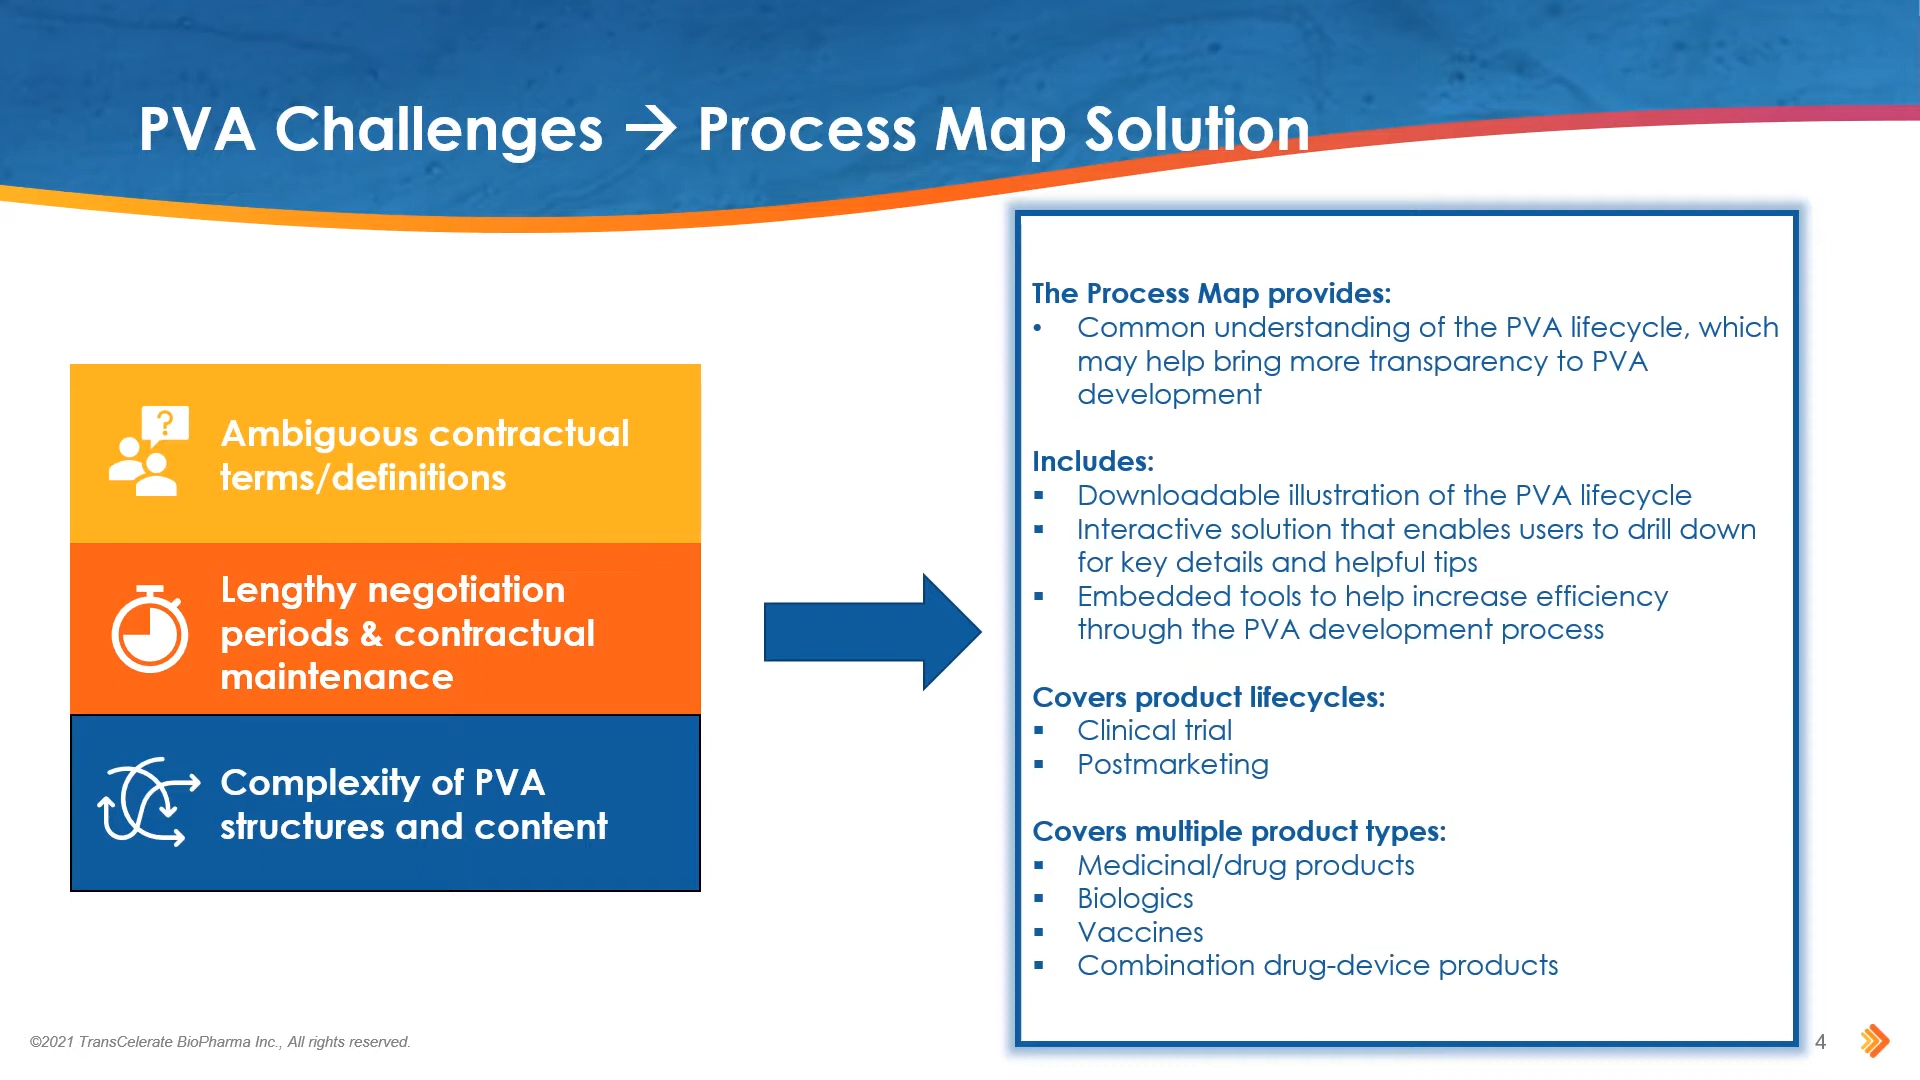 PVA Challenges → Process Map Solution
?
Ambiguous contractual
terms/definitions
Lengthy negotiation
periods & contractual
maintenance
Complexity of PVA
structures and content
The Process Map provides:
• Common understanding of the PVA lifecycle, which
may help bring more transparency to PVA
development
Includes:
▪ Downloadable illustration of the PVA lifecycle
▪ Interactive solution that enables users to drill down
for key details and helpful tips
▪ Embedded tools to help increase efficiency
through the PVA development process
Covers product lifecycles:
▪ Clinical trial
▪ Postmarketing
Covers multiple product types:
▪ Medicinal/drug products
▪ Biologics
▪ Vaccines
▪ Combination drug-device products
©2021 TransCelerate BioPharma Inc., All rights reserved.
4